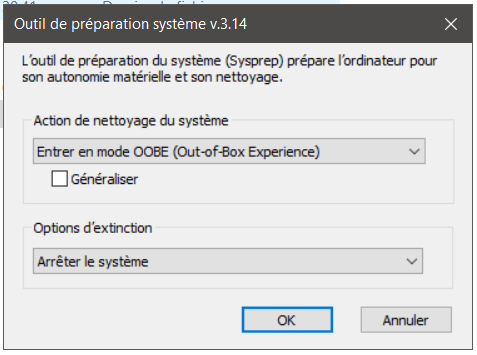 Outil de préparation système v.3.14
L'outil de préparation du système (Sysprep) prépare l'ordinateur pour
son autonomie matérielle et son nettoyage.
Action de nettoyage du système
Entrer en mode OOBE (Out-of-Box Experience)
Généraliser
Options d'extinction
Arrêter le système
OK
Annuler